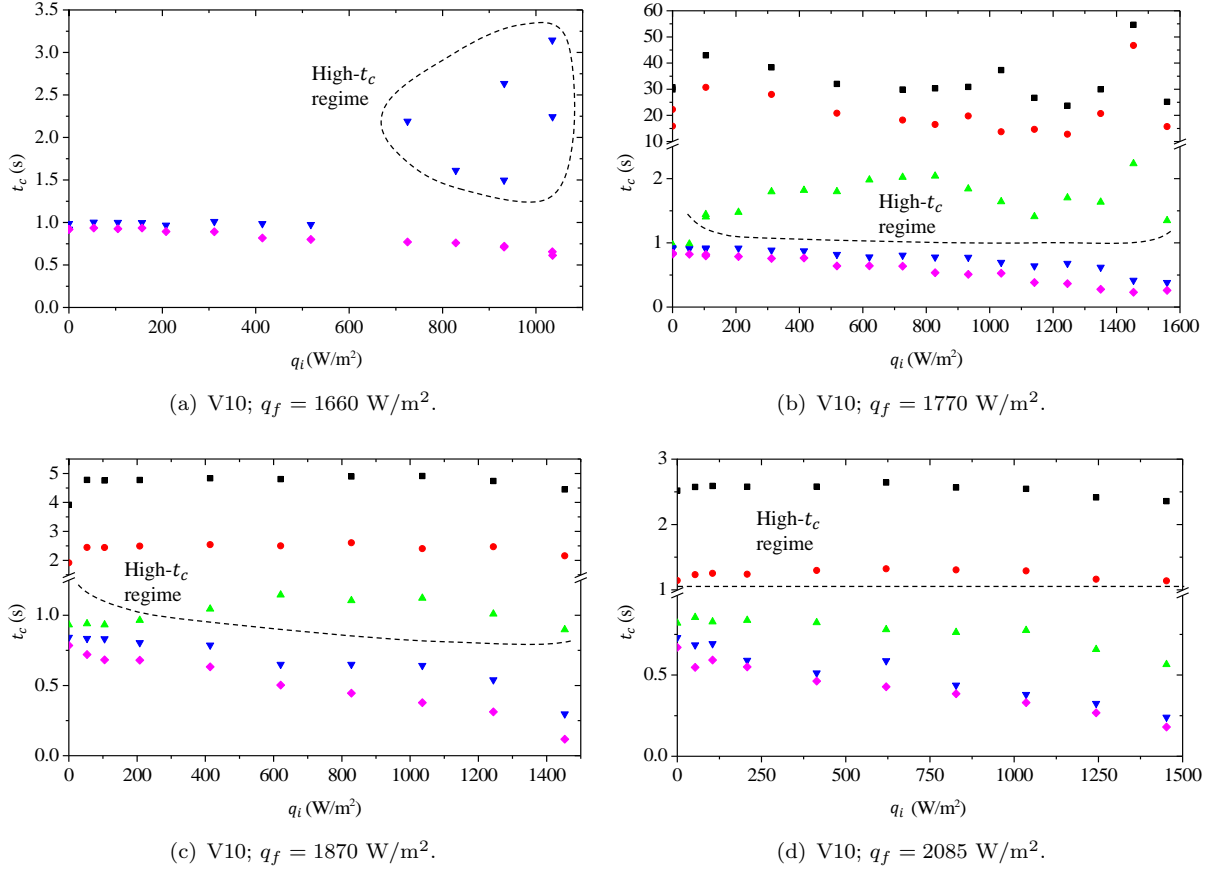 3.5
3.0
2.5
2.0
1.5
1.0
0.5
0.0
t_c (s)
High-t_c
regime
0 200 400 600 800 1000
q_i (W/m²)
(a) V10; q_f = 1660 W/m².
60
50
40
30
20
10
2
1
0
t_c (s)
High-t_c
regime
0 200 400 600 800 1000 1200 1400 1600
q_i (W/m²)
(b) V10; q_f = 1770 W/m².
5
4
3
2
1.0
0.5
0.0
t_c (s)
High-t_c
regime
0 200 400 600 800 1000 1200 1400
q_i (W/m²)
(c) V10; q_f = 1870 W/m².
3
2
1
0.5
0.0
t_c (s)
High-t_c
regime
0 250 500 750 1000 1250 1500
q_i (W/m²)
(d) V10; q_f = 2085 W/m².